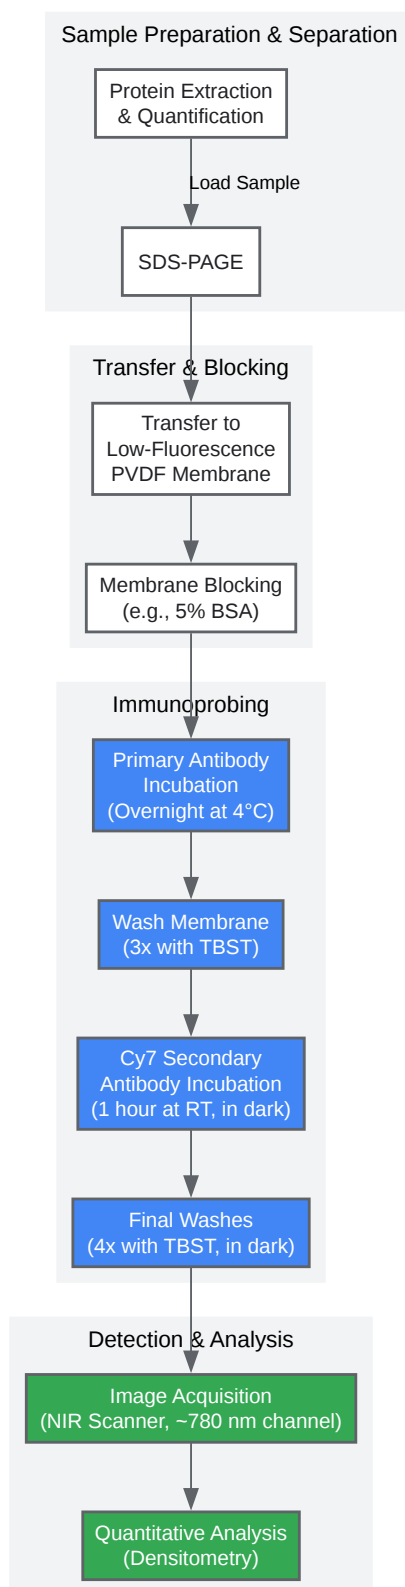 Sample Preparation & Separation
Protein Extraction
& Quantification
Load Sample
SDS-PAGE
Transfer & Blocking
Transfer to
Low-Fluorescence
PVDF Membrane
Membrane Blocking
(e.g., 5% BSA)
Immunoprobing
Primary Antibody
Incubation
(Overnight at 4°C)
Wash Membrane
(3x with TBST)
Cy7 Secondary
Antibody Incubation
(1 hour at RT, in dark)
Final Washes
(4x with TBST, in dark)
Detection & Analysis
Image Acquisition
(NIR Scanner, ~780 nm channel)
Quantitative Analysis
(Densitometry)